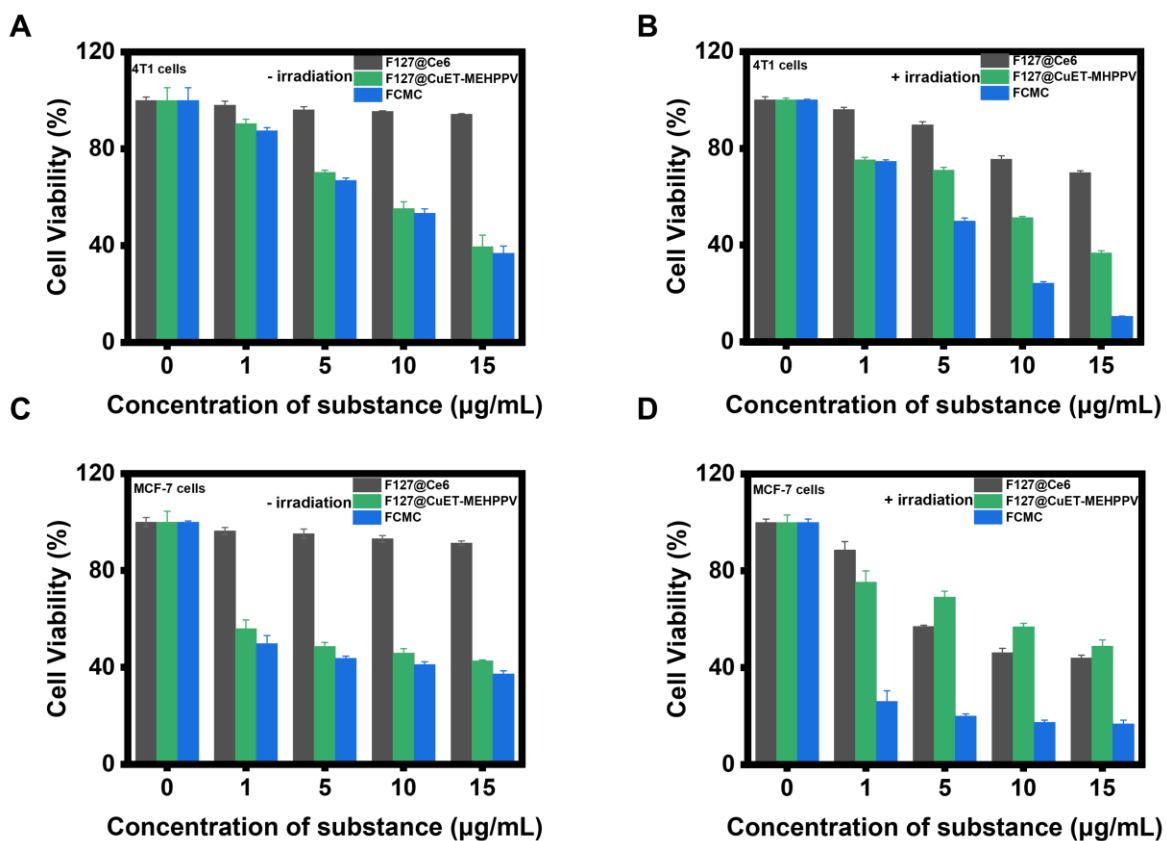 A
120
80
40
0
Cell Viability (%)
4T1 cells
- irradiation
F127@Ce6
F127@CuET-MEHPPV
FCMC
0 1 5 10 15
Concentration of substance (µg/mL)
B
120
80
40
0
Cell Viability (%)
4T1 cells
+ irradiation
F127@Ce6
F127@CuET-MHPPV
FCMC
0 1 5 10 15
Concentration of substance (µg/mL)
C
120
80
40
0
Cell Viability (%)
MCF-7 cells
- irradiation
F127@Ce6
F127@CuET-MEHPPV
FCMC
0 1 5 10 15
Concentration of substance (µg/mL)
D
120
80
40
0
Cell Viability (%)
MCF-7 cells
+ irradiation
F127@Ce6
F127@CuET-MEHPPV
FCMC
0 1 5 10 15
Concentration of substance (µg/mL)